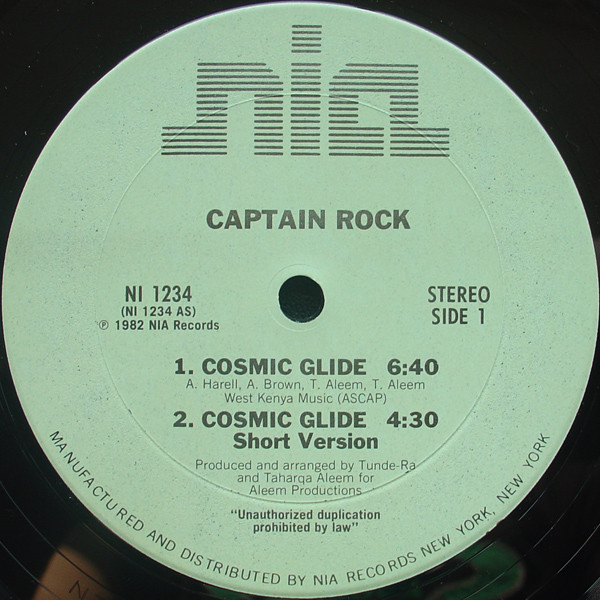 nia
CAPTAIN ROCK
NI 1234
(NI 1234 AS)
℗ 1982 NIA Records
STEREO
SIDE 1
1. COSMIC GLIDE 6:40
A. Harell, A. Brown, T. Aleem, T. Aleem
West Kenya Music (ASCAP)
2. COSMIC GLIDE 4:30
Short Version
Produced and arranged by Tunde-Ra
and Taharqa Aleem for
Aleem Productions
"Unauthorized duplication
prohibited by law"
MANUFACTURED AND DISTRIBUTED BY NIA RECORDS NEW YORK, NEW YORK